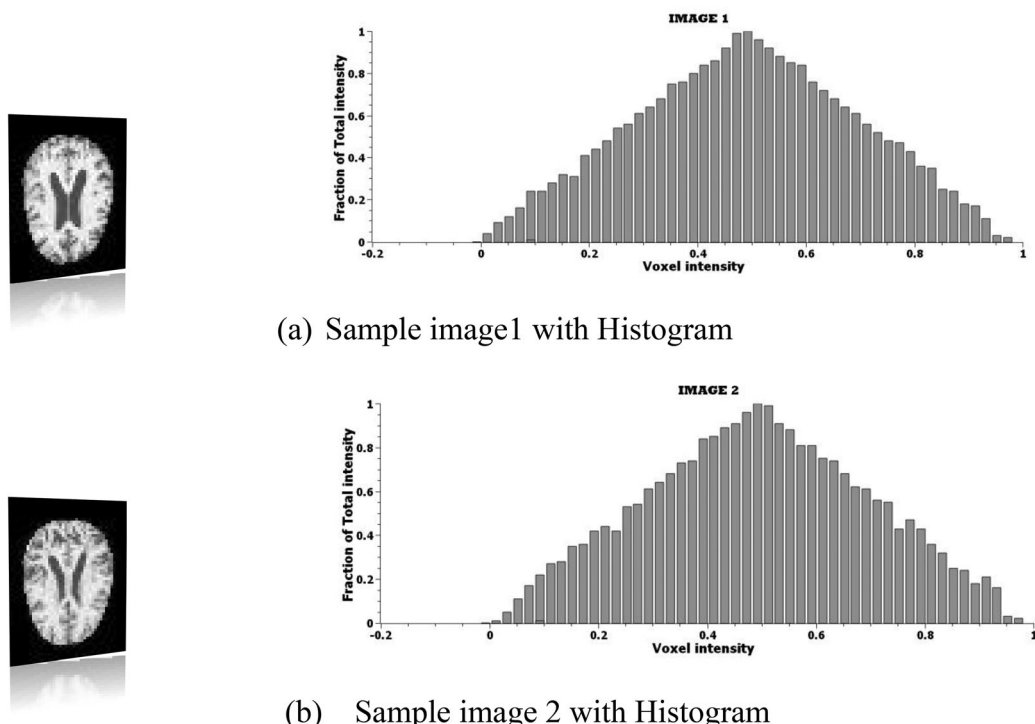 IMAGE 1
1
0.8
0.6
0.4
0.2
0
Fraction of Total intensity
-0.2 0 0.2 0.4 0.6 0.8 1
Voxel intensity
(a) Sample image1 with Histogram
IMAGE 2
1
0.8
0.6
0.4
0.2
0
Fraction of Total intensity
-0.2 0 0.2 0.4 0.6 0.8 1
Voxel intensity
(b) Sample image 2 with Histogram